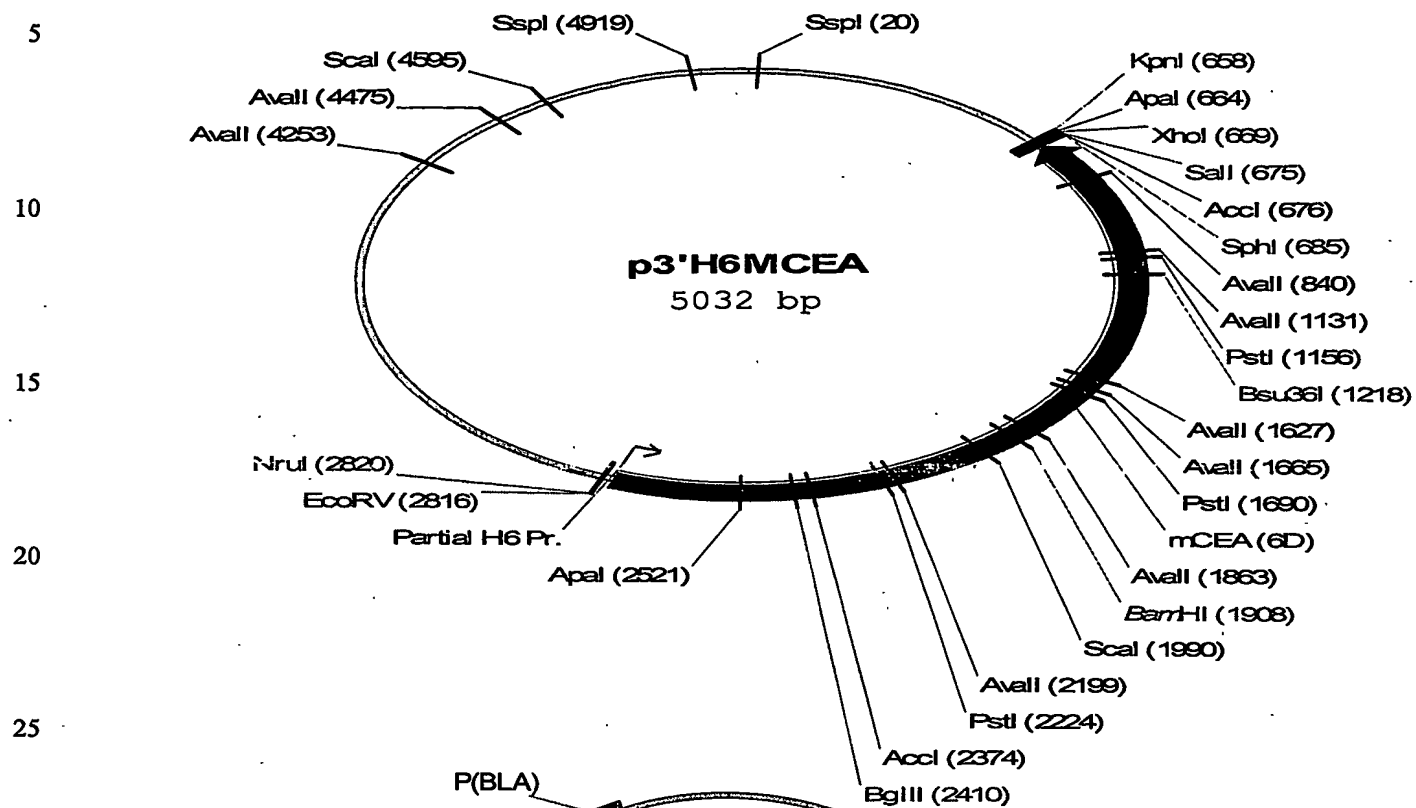 5
SspI (4919)
SspI (20)
ScaI (4595)
KpnI (658)
AvaII (4475)
ApaI (664)
AvaII (4253)
XhoI (669)
SalI (675)
10
AccI (676)
SphI (685)
p3'H6MCEA
AvaII (840)
5032 bp
AvaII (1131)
PstI (1156)
15
Bsu36I (1218)
AvaII (1627)
NruI (2820)
AvaII (1665)
EcoRV (2816)
PstI (1690)
Partial H6 Pr.
mCEA (6D)
20
ApaI (2521)
AvaII (1863)
BamHI (1908)
ScaI (1990)
AvaII (2199)
25
PstI (2224)
AccI (2374)
P(BLA)
BglII (2410)